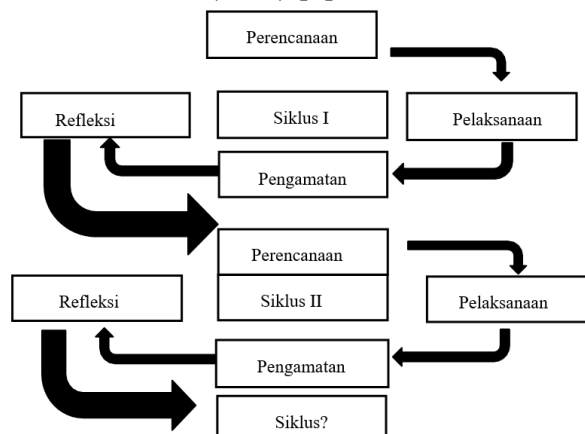 Perencanaan
Refleksi
Siklus I
Pelaksanaan
Pengamatan
Perencanaan
Refleksi
Siklus II
Pelaksanaan
Pengamatan
Siklus?